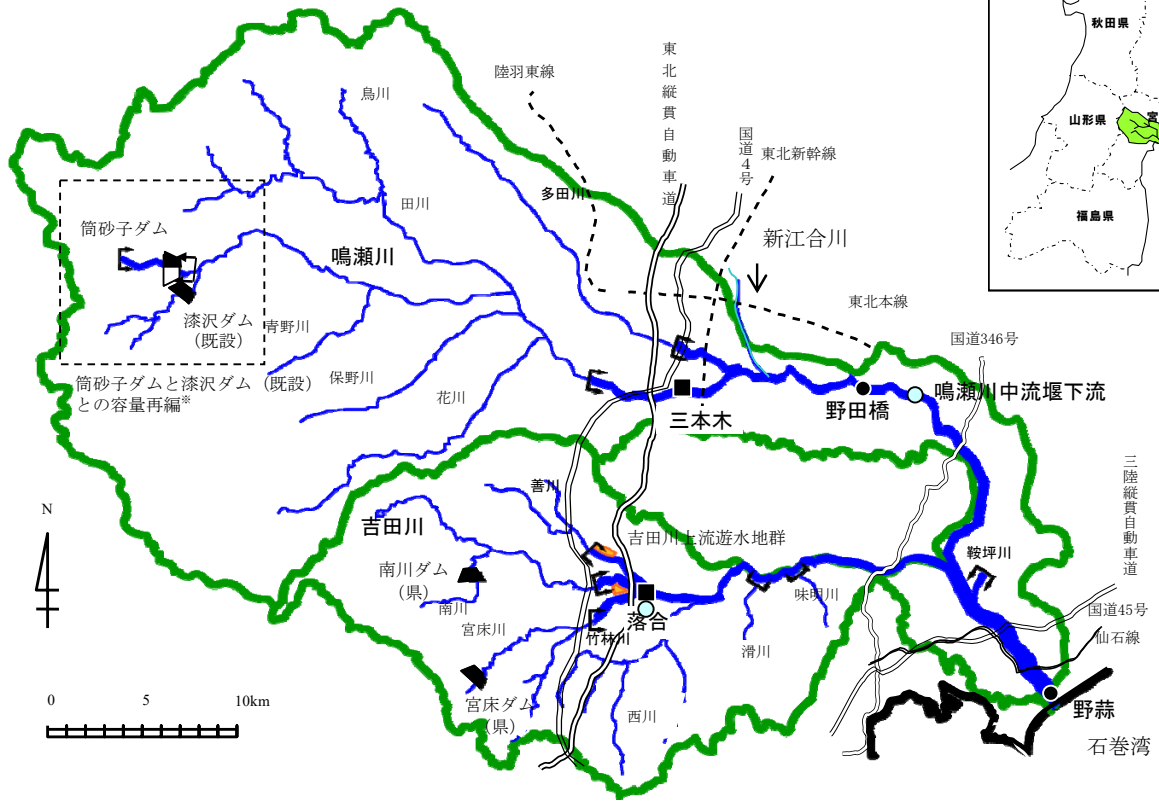 秋田県
山形県
宮
福島県
東北縦貫自動車道
陸羽東線
国道4号
東北新幹線
鳥川
多田川
田川
筒砂子ダム
鳴瀬川
新江合川
東北本線
漆沢ダム
(既設)
青野川
国道346号
筒砂子ダムと漆沢ダム(既設)
との容量再編※
保野川
花川
三本木
野田橋
鳴瀬川中流堰下流
三陸縦貫自動車道
N
善川
吉田川
吉田川上流遊水地群
鞍坪川
南川ダム
(県)
南川
味明川
宮床川
竹林川
落合
滑川
国道45号
仙石線
0 5 10km
宮床ダム
(県)
西川
野蒜
石巻湾